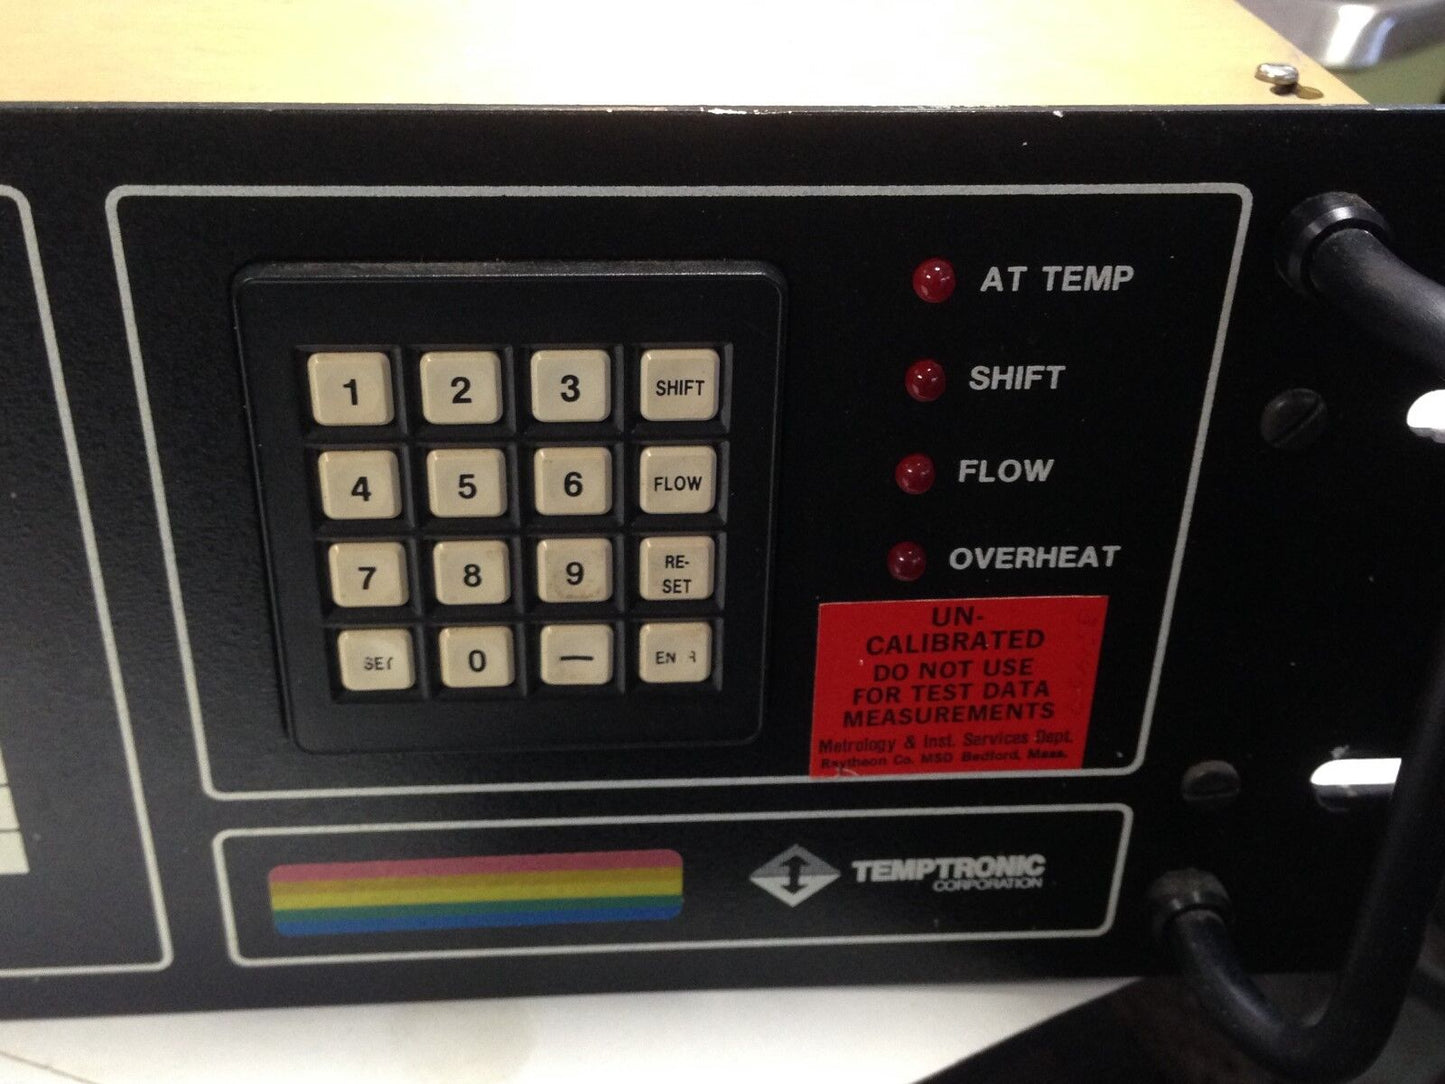 1 2 3 SHIFT
4 5 6 FLOW
7 8 9 RE-
SET
SET 0 —
AT TEMP
SHIFT
FLOW
OVERHEAT
UN-
CALIBRATED
DO NOT USE
FOR TEST DATA
MEASUREMENTS
Metrology & Inst. Services Dept.
Raytheon Co. MSD Bedford, Mass.
TEMPTRONIC
CORPORATION